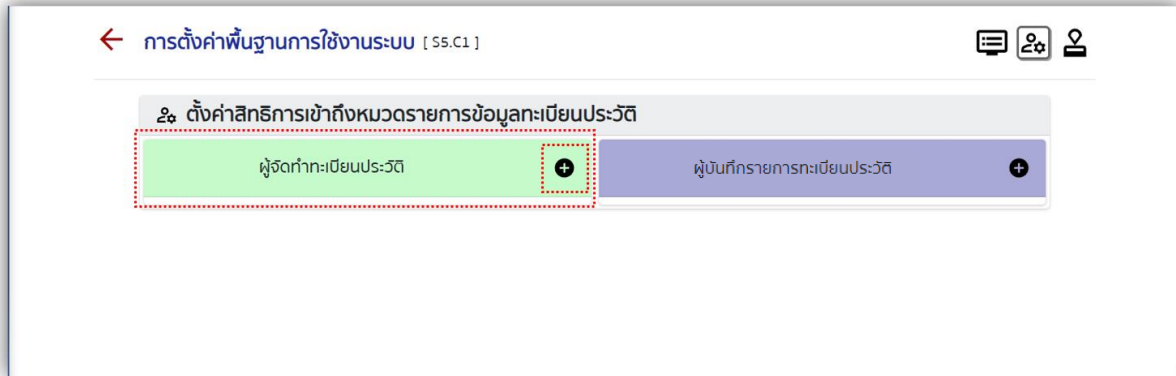 การตั้งค่าพื้นฐานการใช้งานระบบ [ S5.C1 ]
ตั้งค่าสิทธิการเข้าถึงหมวดรายการข้อมูลทะเบียนประวัติ
ผู้จัดทำทะเบียนประวัติ
ผู้บันทึกรายการทะเบียนประวัติ